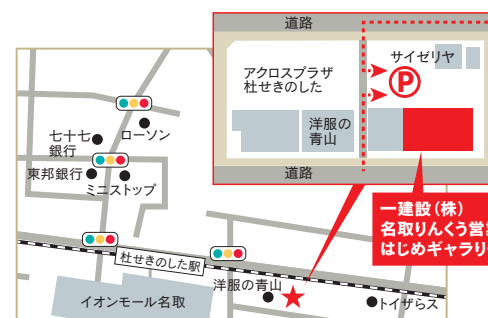 道路
サイゼリヤ
アクロスプラザ
杜せきのした
P
洋服の
青山
道路
ローソン
七十七
銀行
東邦銀行
ミニストップ
一建設(株)
名取りんくう営
はじめギャラリ
杜せきのした駅
洋服の青山
イオンモール名取
トイザらス